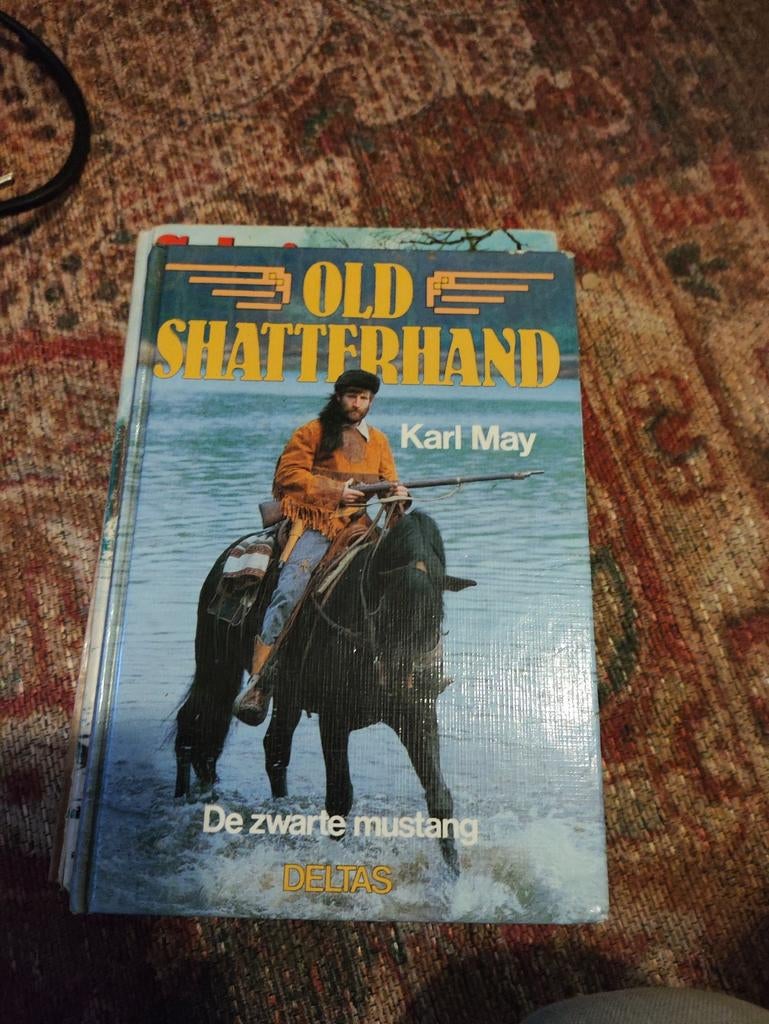 OLD
SHATTERHAND
Karl May
De zwarte mustang
DELTAS